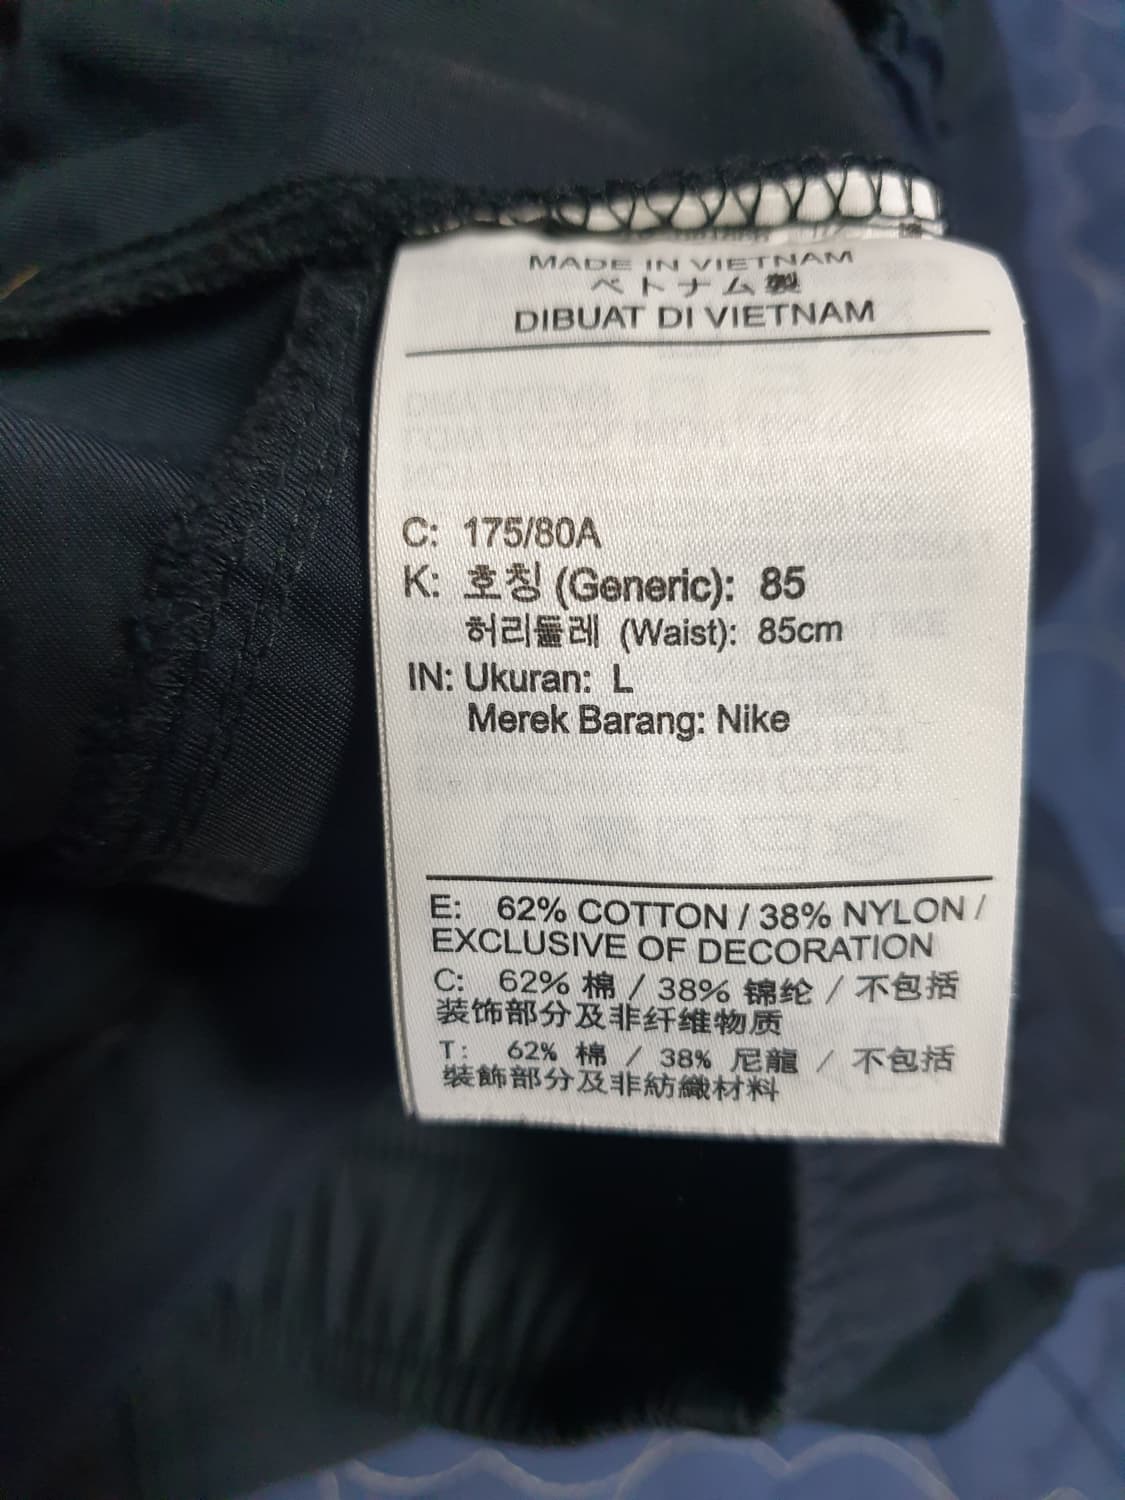 MADE IN VIETNAM
ベトナム製
DIBUAT DI VIETNAM
C: 175/80A
K: 호칭 (Generic): 85
허리둘레 (Waist): 85cm
IN: Ukuran: L
Merek Barang: Nike
E: 62% COTTON / 38% NYLON /
EXCLUSIVE OF DECORATION
C: 62% 棉 / 38% 锦纶 / 不包括
装饰部分及非纤维物质
T: 62% 棉 / 38% 尼龍 / 不包括
裝飾部分及非紡織材料